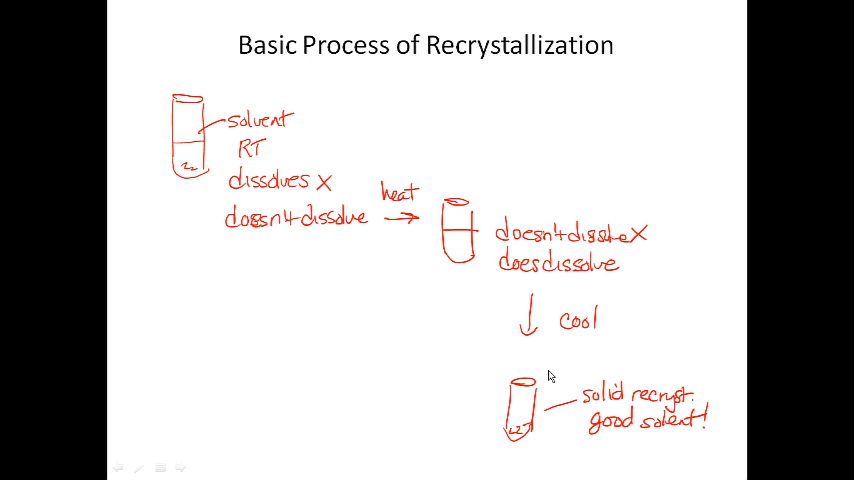 Basic Process of Recrystallization
solvent
RT
dissolves X
doesn't dissolve
heat
doesn't dissolve X
does dissolve
cool
solid recryst.
good solvent!